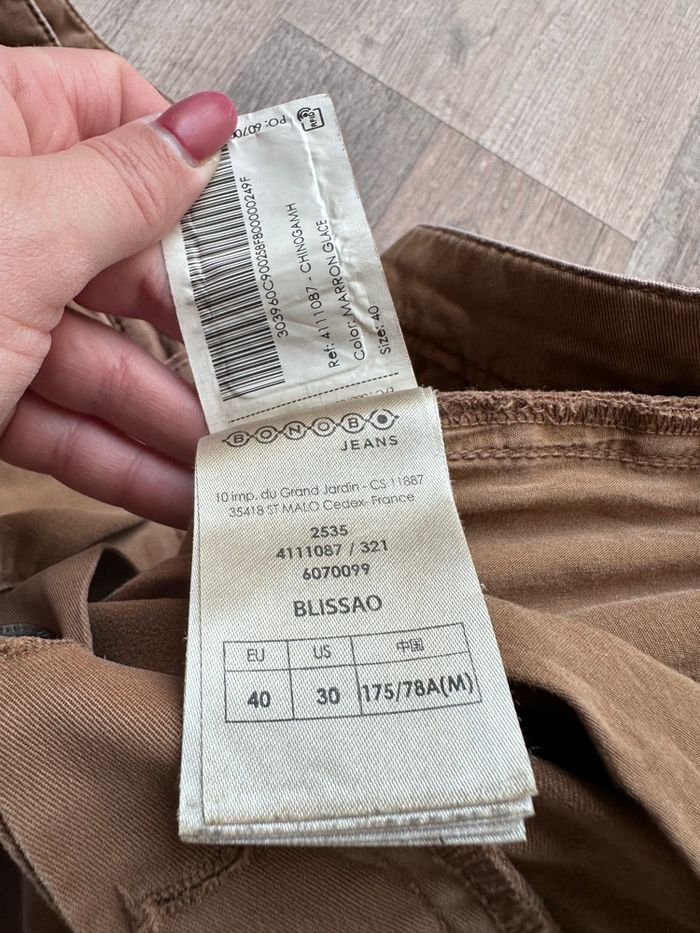 PO: 6070
RFID
303960C9002S8F800000249F
Ref: 4111087 - CHINOGAMH
Color: MARRON GLACE
Size: 40
BONOBO
JEANS
10 imp. du Grand Jardin - CS 11887
35418 ST MALO Cedex- France
2535
4111087 / 321
6070099
BLISSAO
EU US 中国
40 30 175/78A(M)